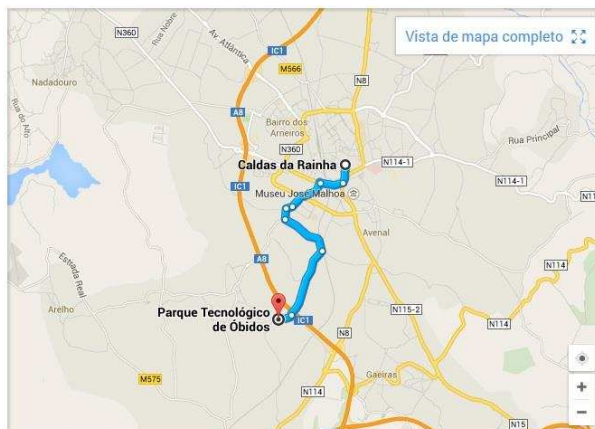 N360
Rua Nobre
Av. Atlântica
IC1
M566
N8
Vista de mapa completo
Nadadouro
Rua do Alto
A8
Bairro dos
Arneiros
N360
Rua Principal
Caldas da Rainha
N114-1
N114-1
IC1
Museu José Malhoa
Avenal
Estrada Real
A8
N114
Arelho
Parque Tecnológico
de Óbidos
IC1
N115-2
N114
N8
M575
Gaeiras
N114
N15
+
−